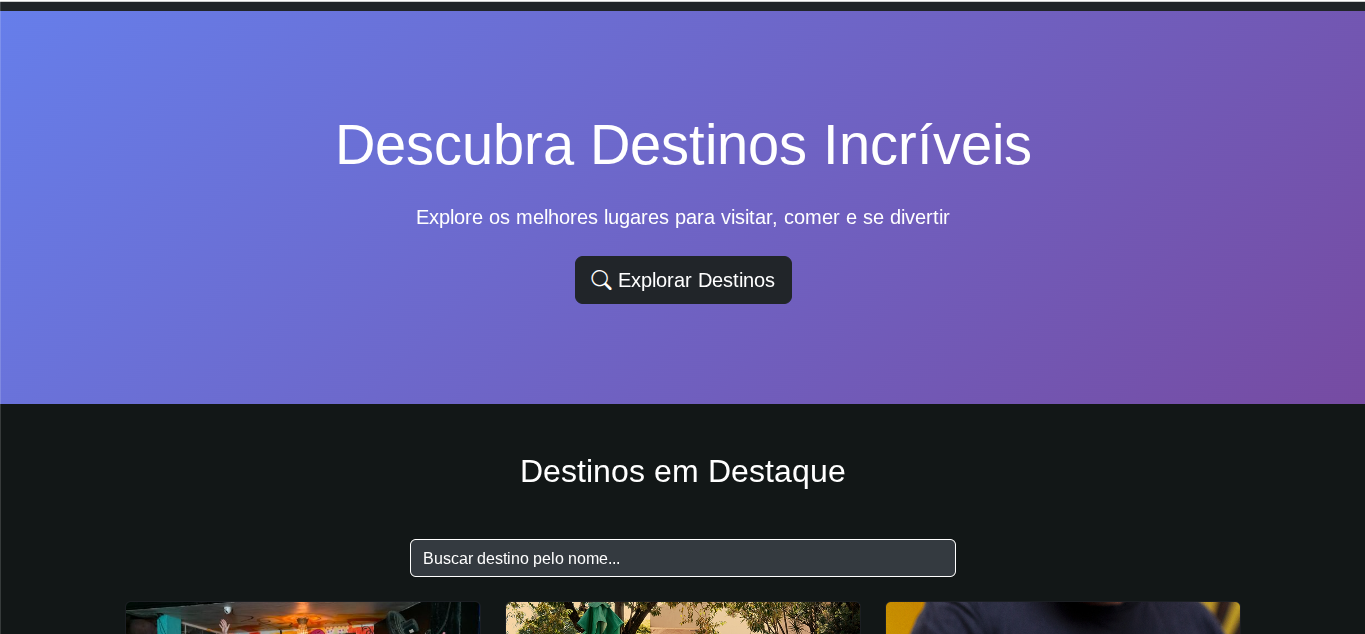 Descubra Destinos Incríveis
Explore os melhores lugares para visitar, comer e se divertir
Explorar Destinos
Destinos em Destaque
Buscar destino pelo nome...